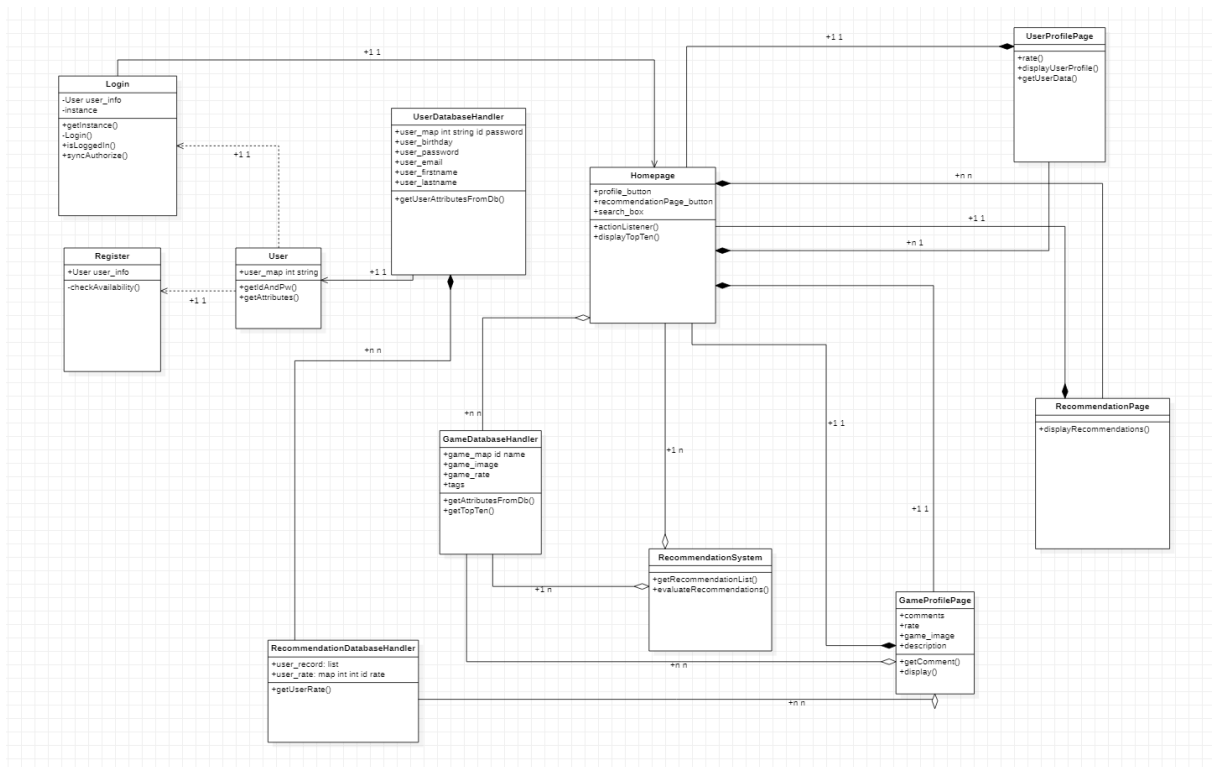 UserProfilePage
+rate()
+displayUserProfile()
+getUserData()
+1 1
+1 1
Login
-User user_info
-instance
+getInstance()
-Login()
+isLoggedIn()
+syncAuthorize()
+1 1
UserDatabaseHandler
+user_map int string id password
+user_birthday
+user_password
+user_email
+user_firstname
+user_lastname
+getUserAttributesFromDb()
Homepage
+profile_button
+recommendationPage_button
+search_box
+actionListener()
+displayTopTen()
+n n
+1 1
+n 1
Register
+User user_info
-checkAvailability()
+1 1
User
+user_map int string
+getIdAndPw()
+getAttributes()
+1 1
+n n
+n n
+1 n
+1 1
+1 1
RecommendationPage
+displayRecommendations()
GameDatabaseHandler
+game_map id name
+game_image
+game_rate
+tags
+getAttributesFromDb()
+getTopTen()
+1 n
RecommendationSystem
+getRecommendationList()
+evaluateRecommendations()
GameProfilePage
+comments
+rate
+game_image
+description
+getComment()
+display()
+n n
RecommendationDatabaseHandler
+user_record: list
+user_rate: map int int id rate
+getUserRate()
+n n